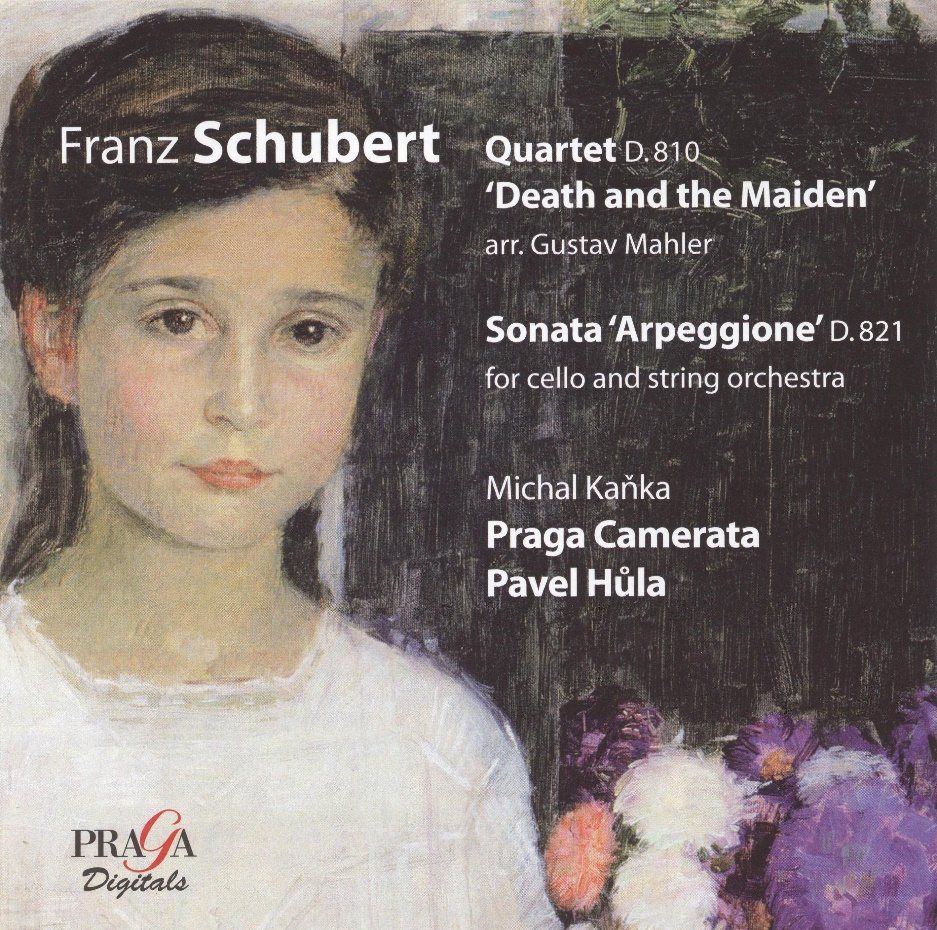 Franz Schubert
Quartet D. 810
‘Death and the Maiden’
arr. Gustav Mahler
Sonata ‘Arpeggione’ D. 821
for cello and string orchestra
Michal Kaňka
Praga Camerata
Pavel Hůla
PRAGA
Digitals